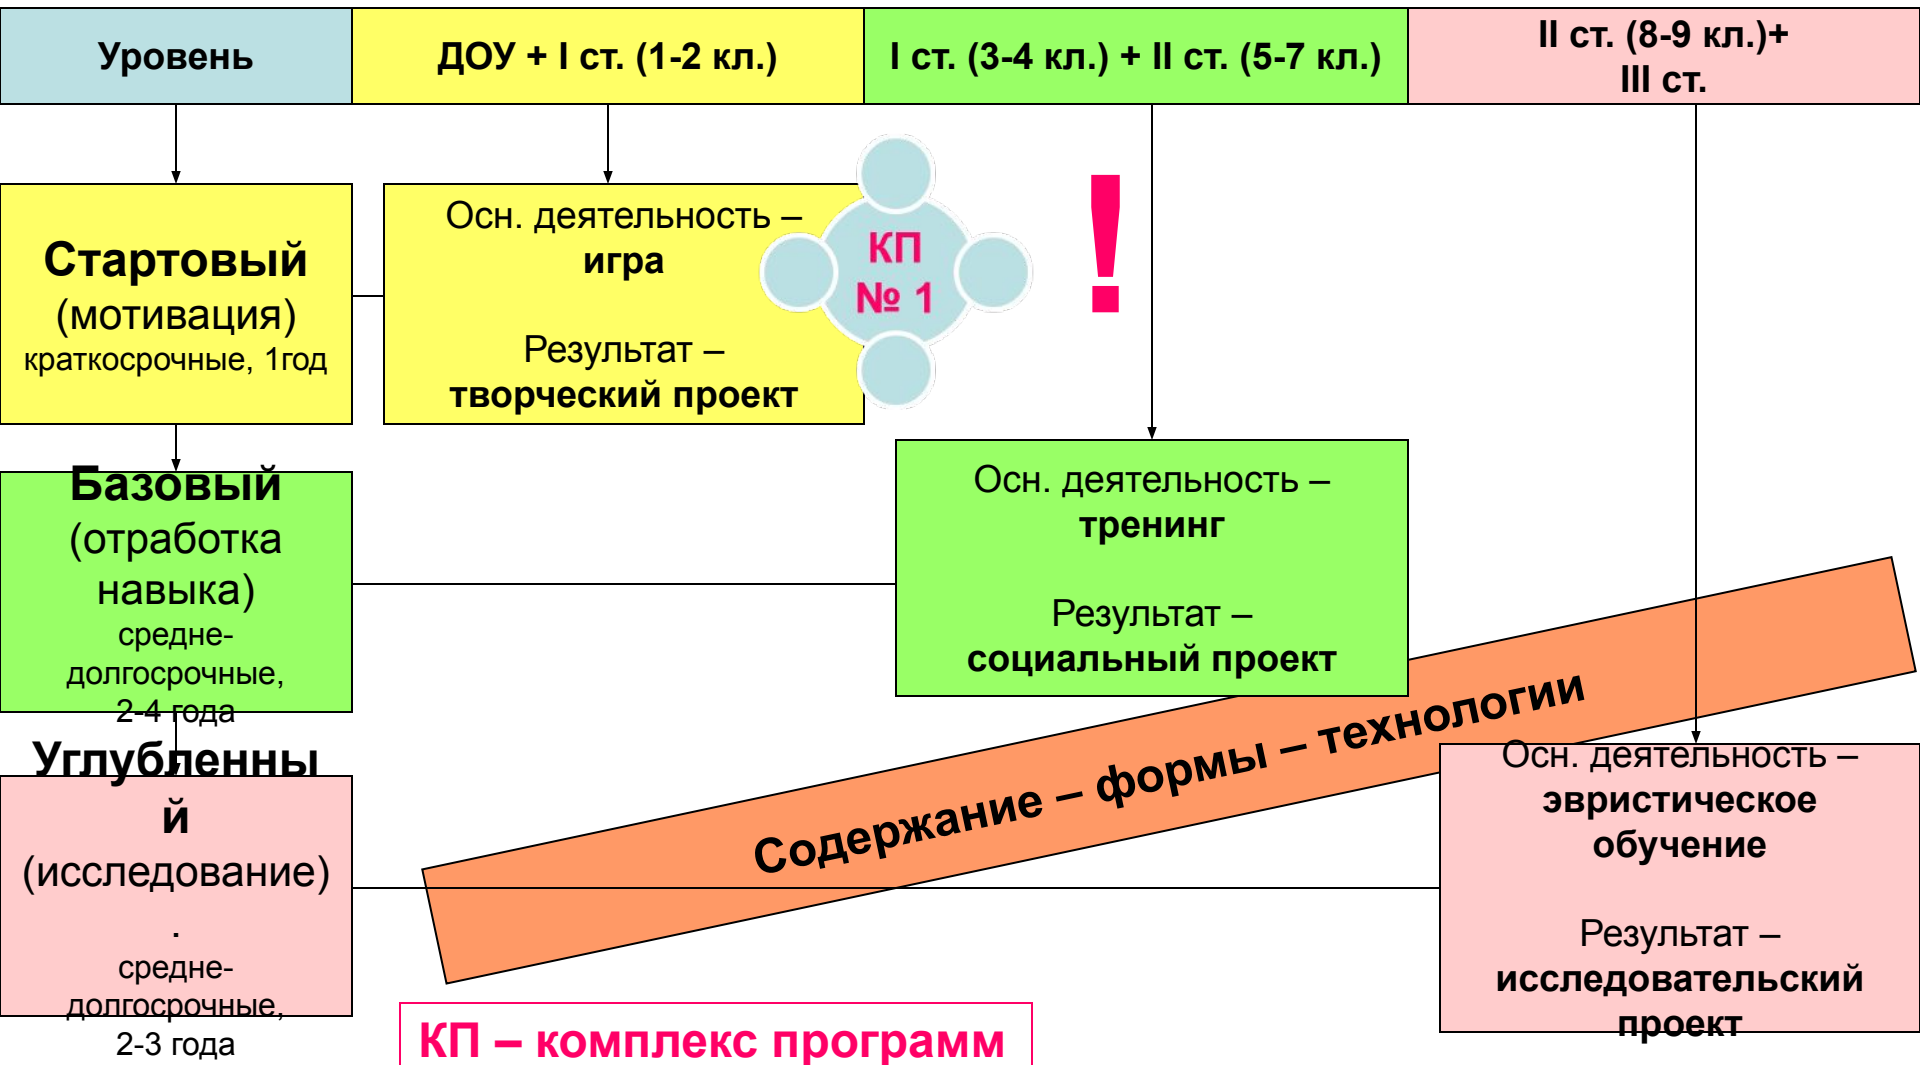 Уровень
ДОУ + I ст. (1-2 кл.)
I ст. (3-4 кл.) + II ст. (5-7 кл.)
II ст. (8-9 кл.)+
III ст.
Стартовый
(мотивация)
краткосрочные, 1год
Осн. деятельность –
игра
Результат –
творческий проект
КП
№ 1
!
Базовый
(отработка
навыка)
средне-
долгосрочные,
2-4 года
Осн. деятельность –
тренинг
Результат –
социальный проект
Углубленны
й
(исследование)
.
средне-
долгосрочные,
2-3 года
Содержание – формы – технологии
Осн. деятельность –
эвристическое
обучение
Результат –
исследовательский
проект
КП – комплекс программ